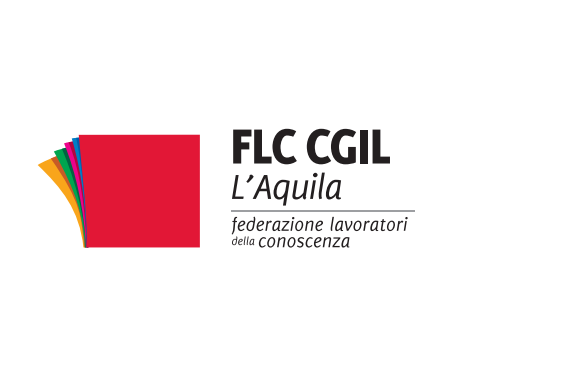 FLC CGIL
L'Aquila
federazione lavoratori
della conoscenza